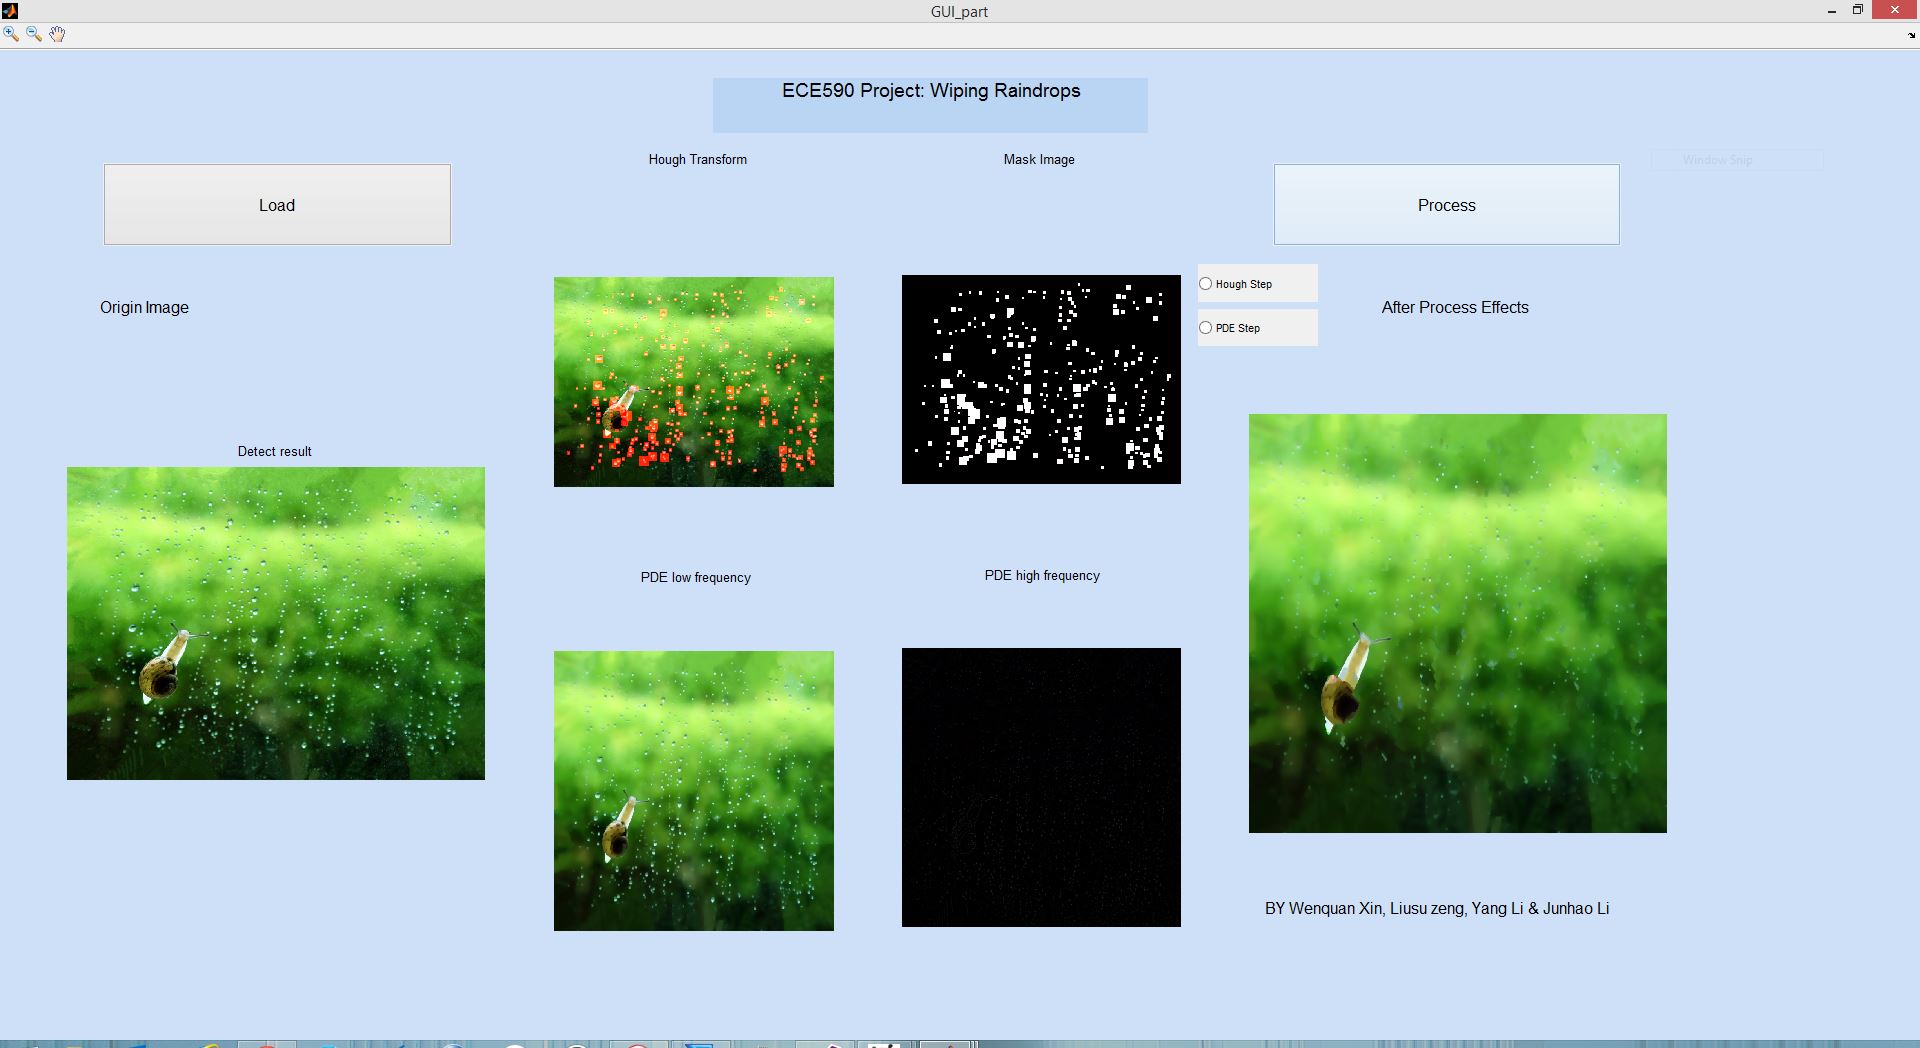 GUI_part
ECE590 Project: Wiping Raindrops
Hough Transform
Mask Image
Window Snip
Load
Process
Hough Step
Origin Image
After Process Effects
PDE Step
Detect result
PDE low frequency
PDE high frequency
BY Wenquan Xin, Liusu zeng, Yang Li & Junhao Li